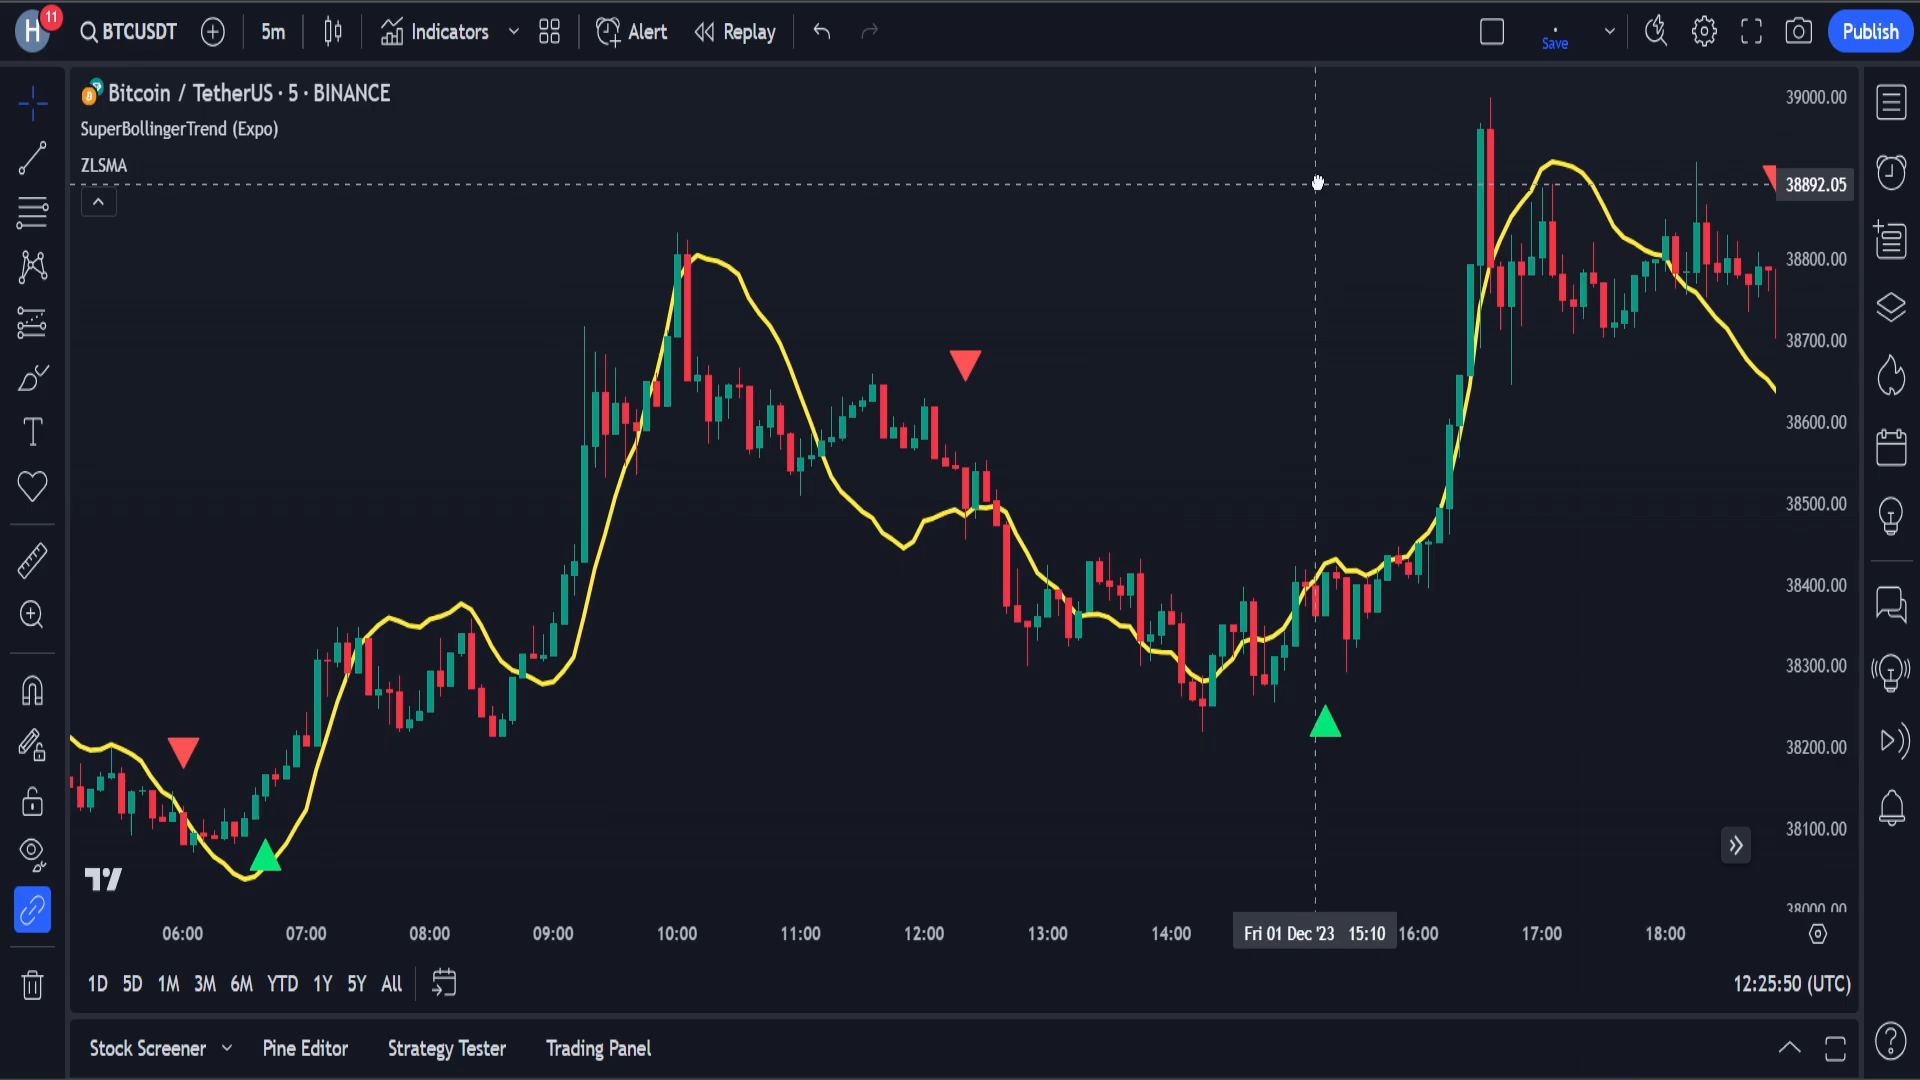 H 11 BTCUSDT 5m Indicators Alert Replay Save Publish
Bitcoin / TetherUS · 5 · BINANCE
SuperBollingerTrend (Expo)
ZLSMA
39000.00
38892.05
38800.00
38700.00
38600.00
38500.00
38400.00
38300.00
38200.00
38100.00
38000.00
06:00 07:00 08:00 09:00 10:00 11:00 12:00 13:00 14:00 Fri 01 Dec '23 15:10 16:00 17:00 18:00
1D 5D 1M 3M 6M YTD 1Y 5Y All 12:25:50 (UTC)
Stock Screener Pine Editor Strategy Tester Trading Panel